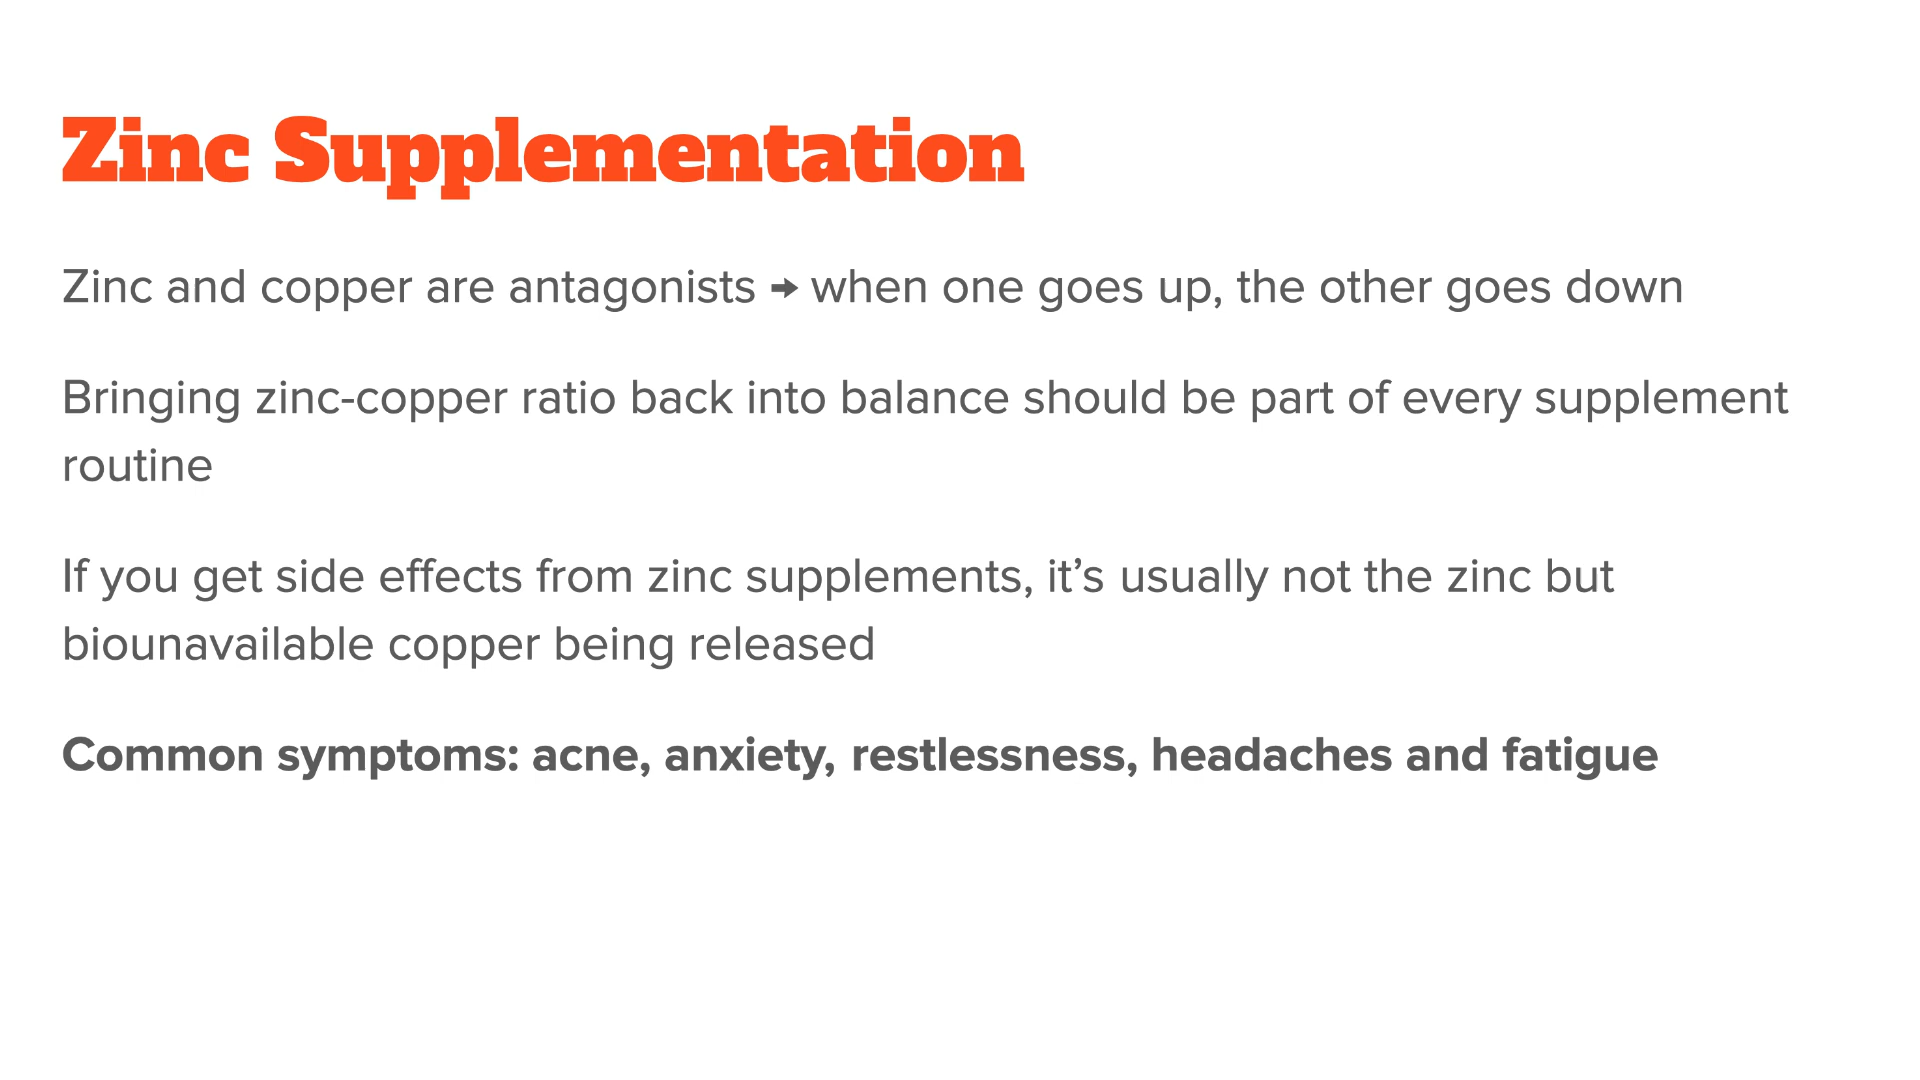 Zinc Supplementation
Zinc and copper are antagonists → when one goes up, the other goes down
Bringing zinc-copper ratio back into balance should be part of every supplement
routine
If you get side effects from zinc supplements, it’s usually not the zinc but
biounavailable copper being released
Common symptoms: acne, anxiety, restlessness, headaches and fatigue